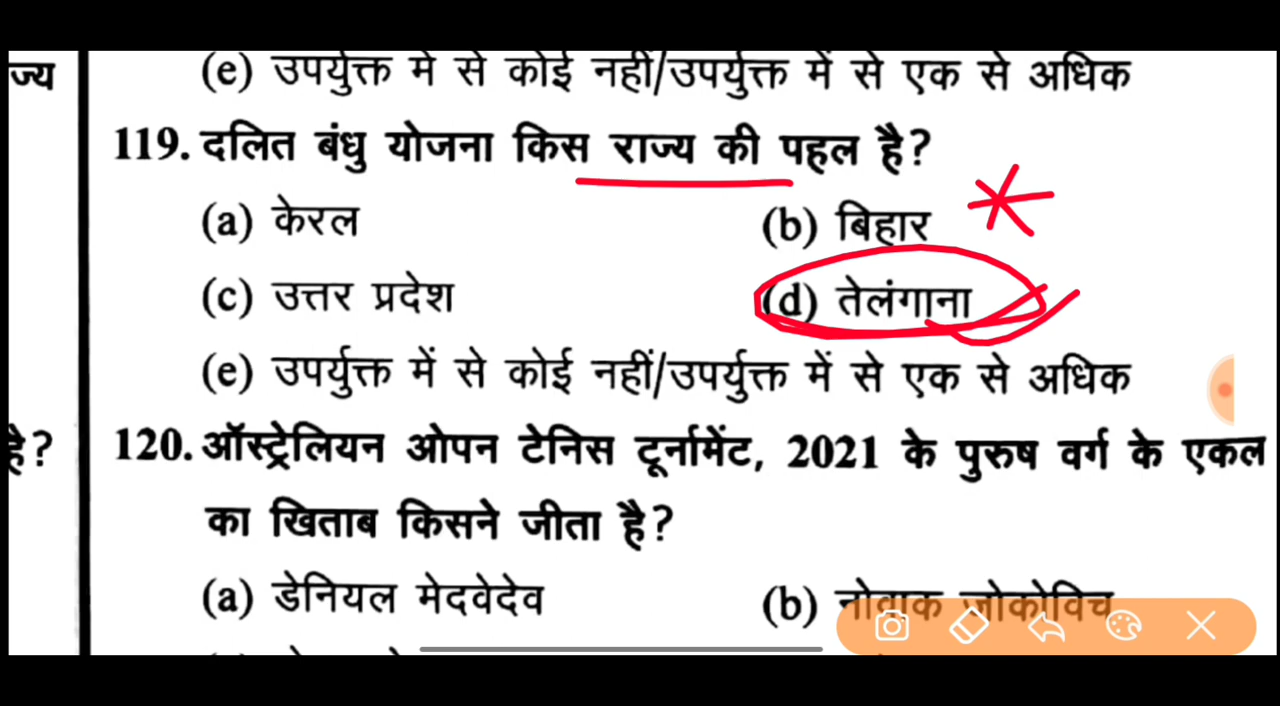 ज्य
(e) उपर्युक्त मे से कोई नहीं/उपर्युक्त में से एक से अधिक
119. दलित बंधु योजना किस राज्य की पहल है?
(a) केरल (b) बिहार
(c) उत्तर प्रदेश (d) तेलंगाना
(e) उपर्युक्त में से कोई नहीं/उपर्युक्त में से एक से अधिक
है? 120. ऑस्ट्रेलियन ओपन टेनिस टूर्नामेंट, 2021 के पुरुष वर्ग के एकल
का खिताब किसने जीता है?
(a) डेनियल मेदवेदेव (b) नोवाक जोकोविच